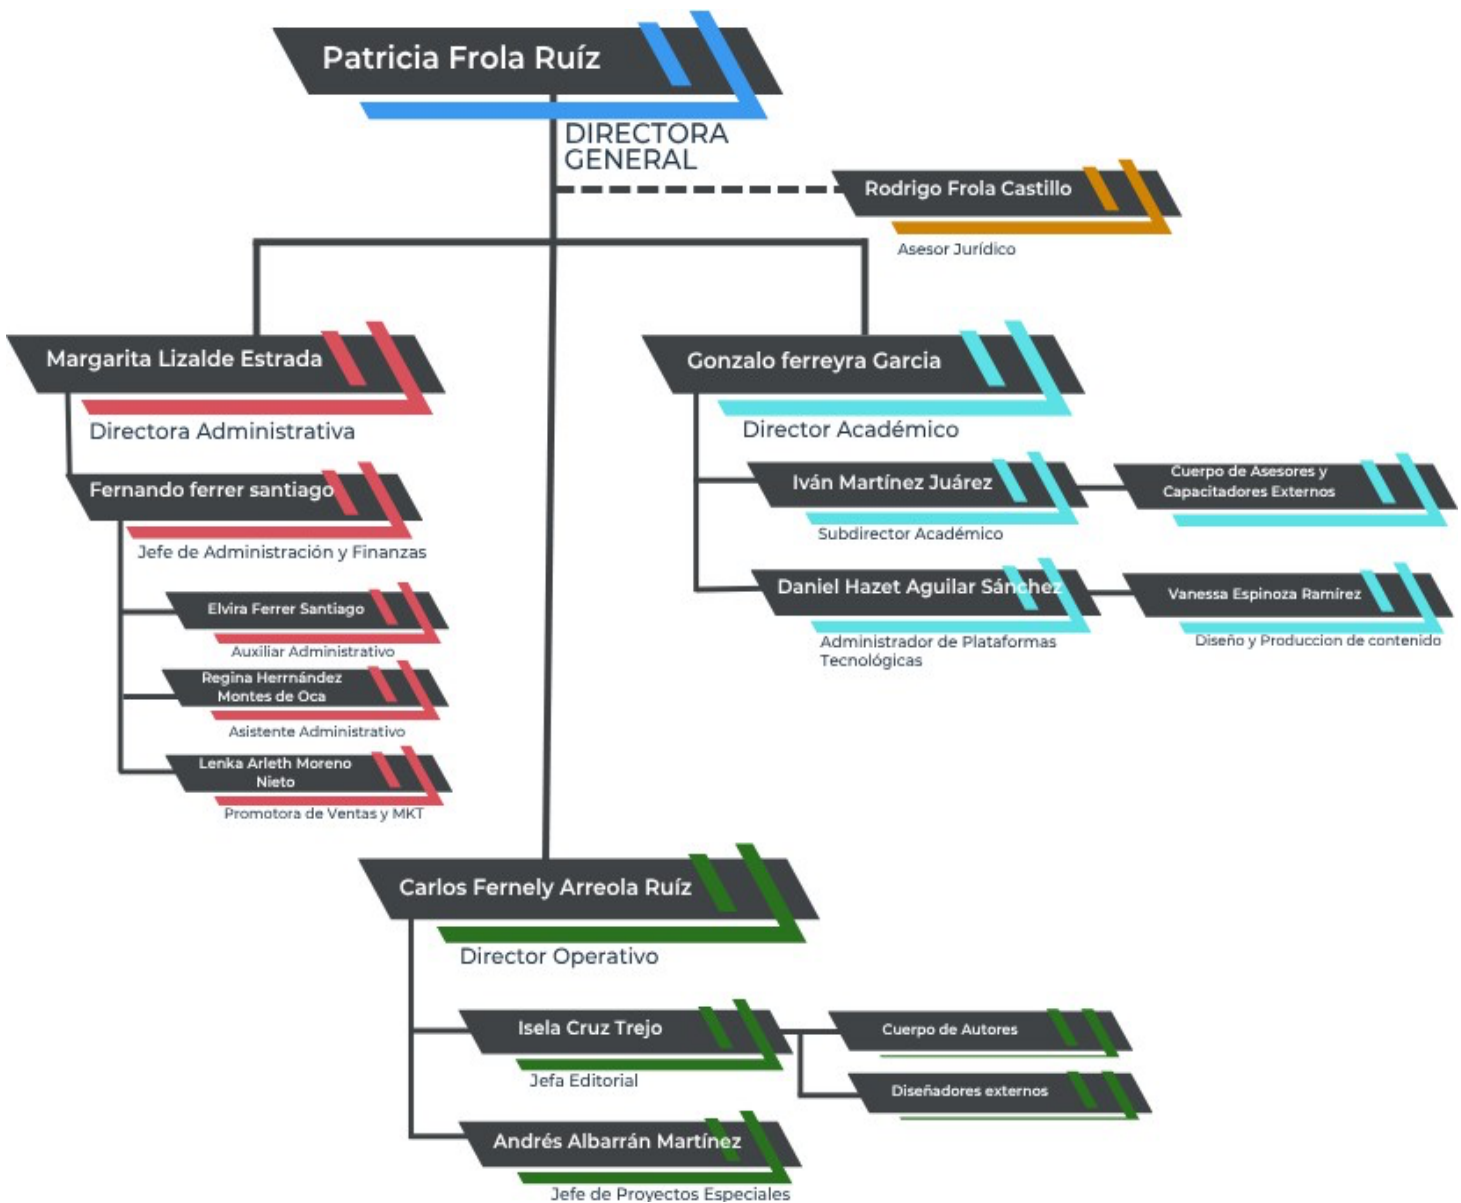 Patricia Frola Ruíz
DIRECTORA
GENERAL
Rodrigo Frola Castillo
Asesor Jurídico
Margarita Lizalde Estrada
Directora Administrativa
Fernando ferrer santiago
Jefe de Administración y Finanzas
Elvira Ferrer Santiago
Auxiliar Administrativo
Regina Herrnández
Montes de Oca
Asistente Administrativo
Lenka Arleth Moreno
Nieto
Promotora de Ventas y MKT
Gonzalo ferreyra Garcia
Director Académico
Iván Martínez Juárez
Subdirector Académico
Cuerpo de Asesores y
Capacitadores Externos
Daniel Hazet Aguilar Sánchez
Administrador de Plataformas
Tecnológicas
Vanessa Espinoza Ramírez
Diseño y Produccion de contenido
Carlos Fernely Arreola Ruíz
Director Operativo
Isela Cruz Trejo
Jefa Editorial
Cuerpo de Autores
Diseñadores externos
Andrés Albarrán Martínez
Jefe de Proyectos Especiales